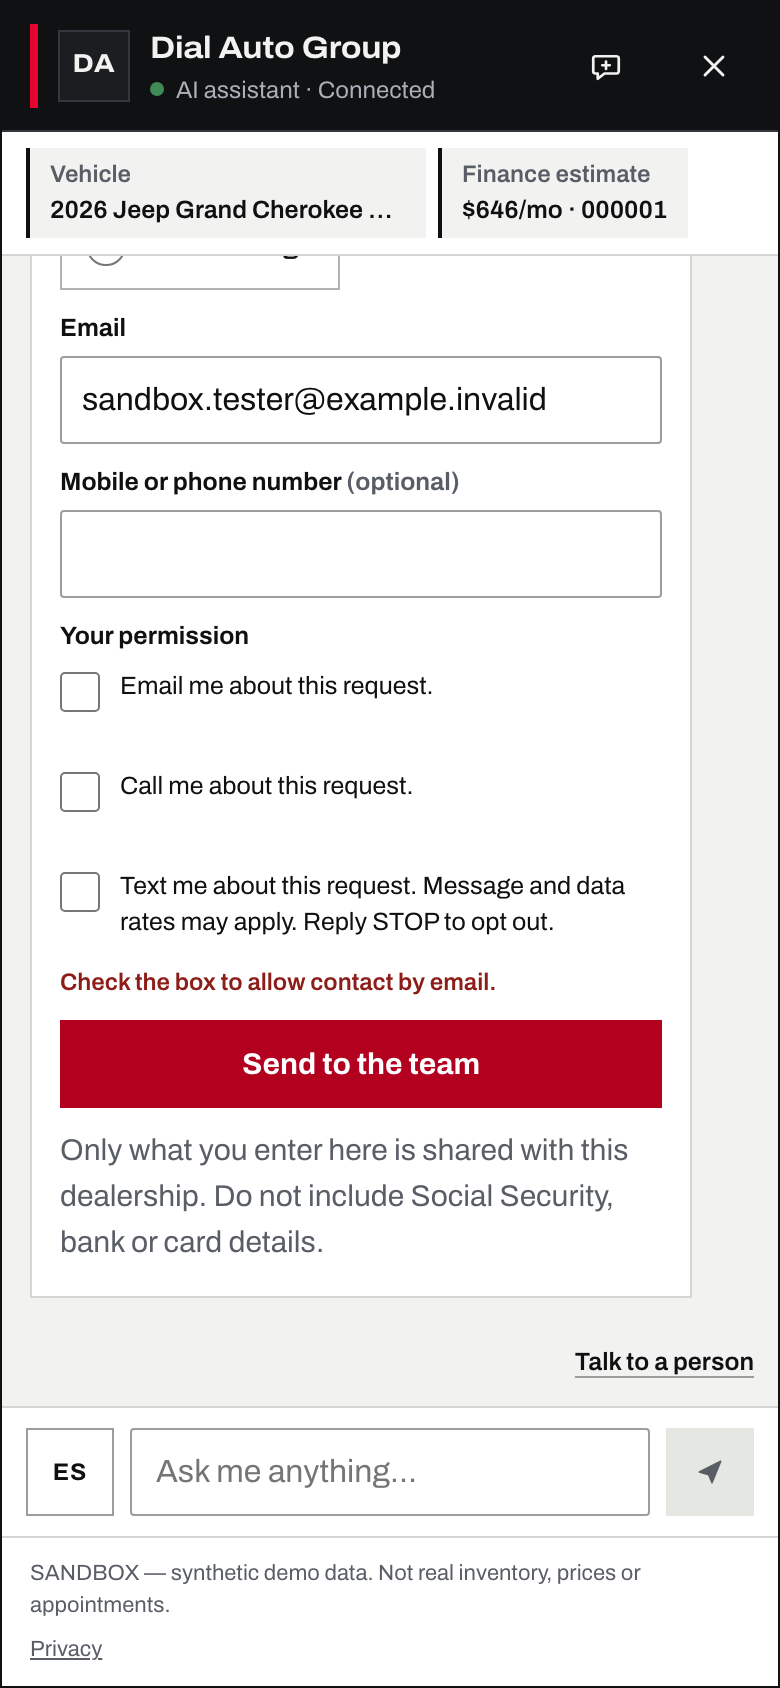 DA
Dial Auto Group
AI assistant · Connected
Vehicle
2026 Jeep Grand Cherokee ...
Finance estimate
$646/mo · 000001
Email
sandbox.tester@example.invalid
Mobile or phone number (optional)
Your permission
Email me about this request.
Call me about this request.
Text me about this request. Message and data
rates may apply. Reply STOP to opt out.
Check the box to allow contact by email.
Send to the team
Only what you enter here is shared with this
dealership. Do not include Social Security,
bank or card details.
Talk to a person
ES
Ask me anything...
SANDBOX — synthetic demo data. Not real inventory, prices or
appointments.
Privacy